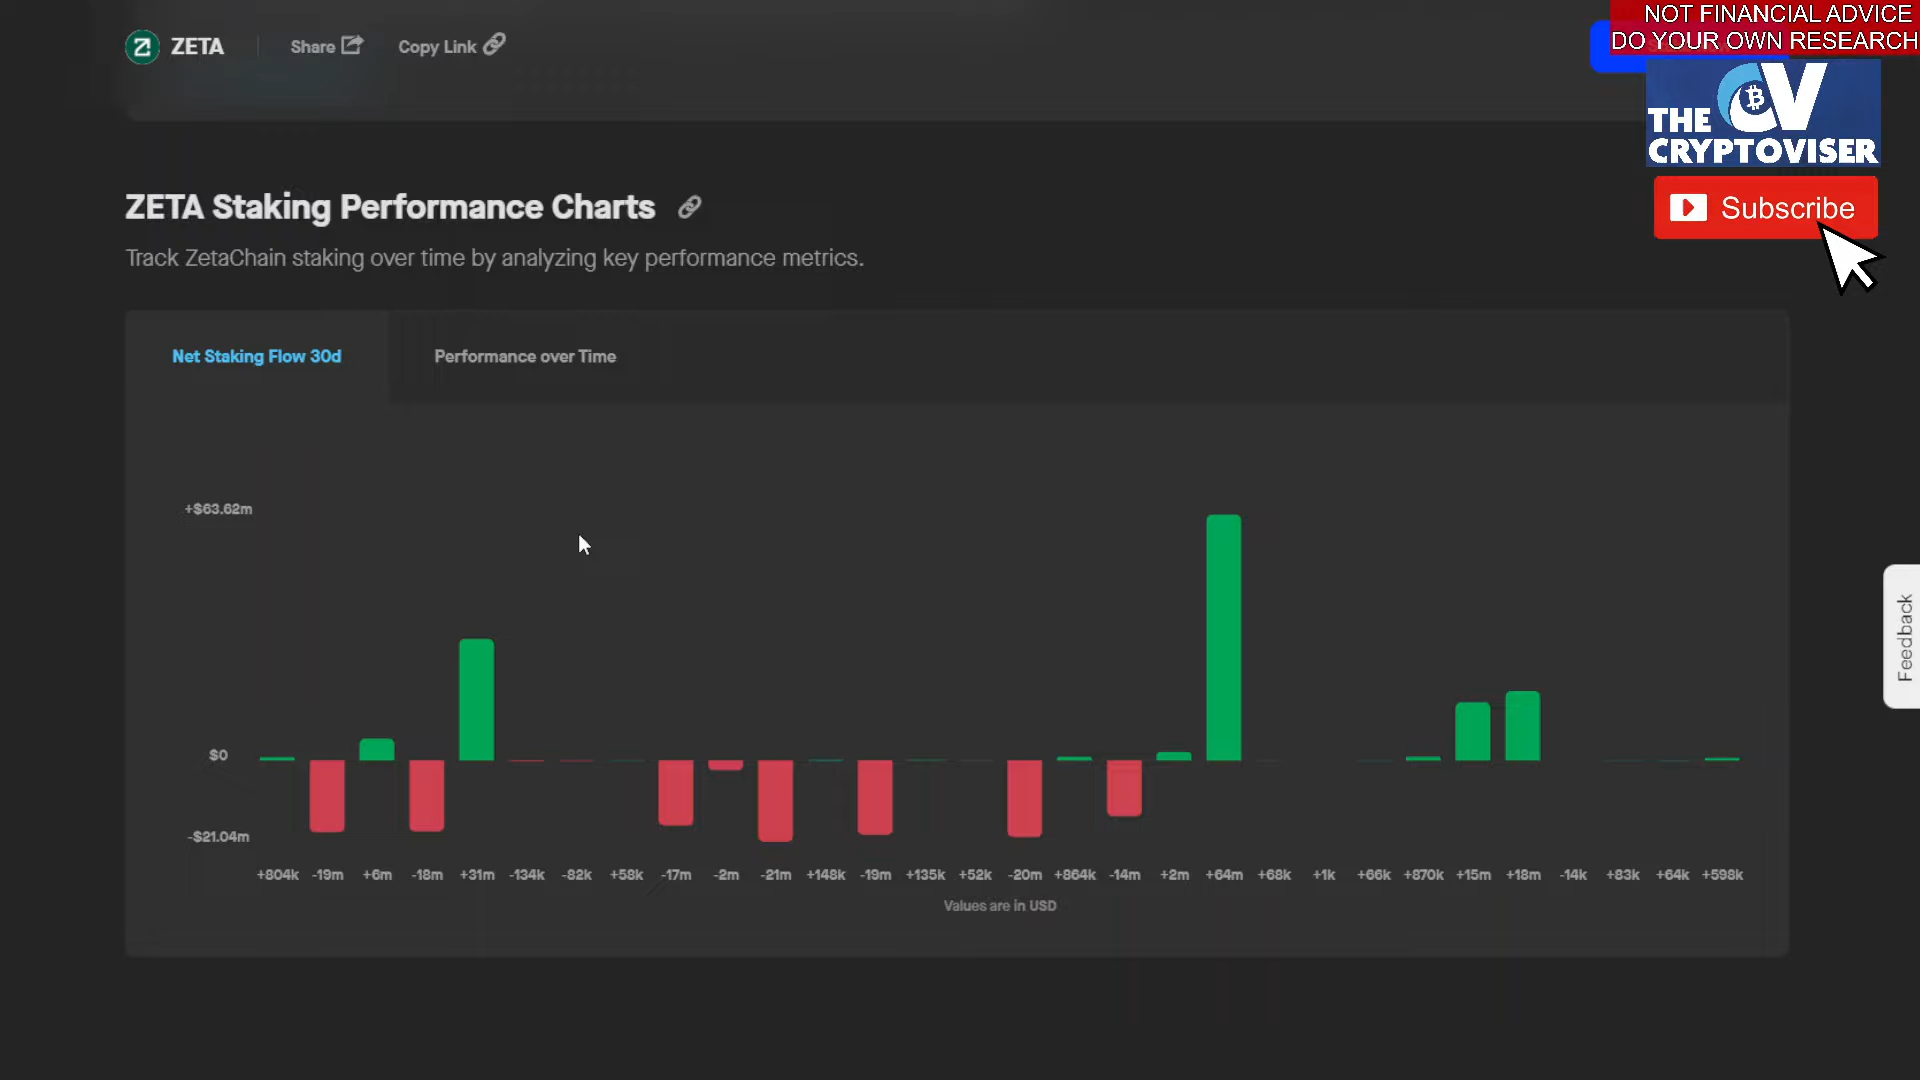 NOT FINANCIAL ADVICE
DO YOUR OWN RESEARCH
ZETA
Share
Copy Link
THE
CV
CRYPTOVISER
Subscribe
ZETA Staking Performance Charts
Track ZetaChain staking over time by analyzing key performance metrics.
Net Staking Flow 30d
Performance over Time
+$63.62m
$0
-$21.04m
+804k -19m +6m -18m +31m -134k -82k +58k -17m -2m -21m +148k -19m +135k +52k -20m +864k -14m +2m +64m +68k +1k +66k +870k +15m +18m -14k +83k +64k +598k
Values are in USD
Feedback